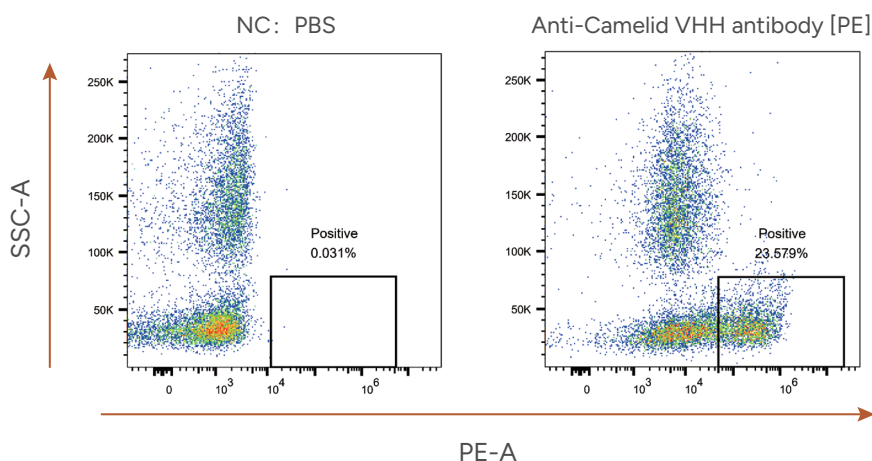 NC： PBS
Anti-Camelid VHH antibody [PE]
SSC-A
250K
200K
150K
100K
50K
Positive
0.031%
0
10³
10⁴
10⁶
250K
200K
150K
100K
50K
Positive
23.579%
0
10³
10⁴
10⁶
PE-A